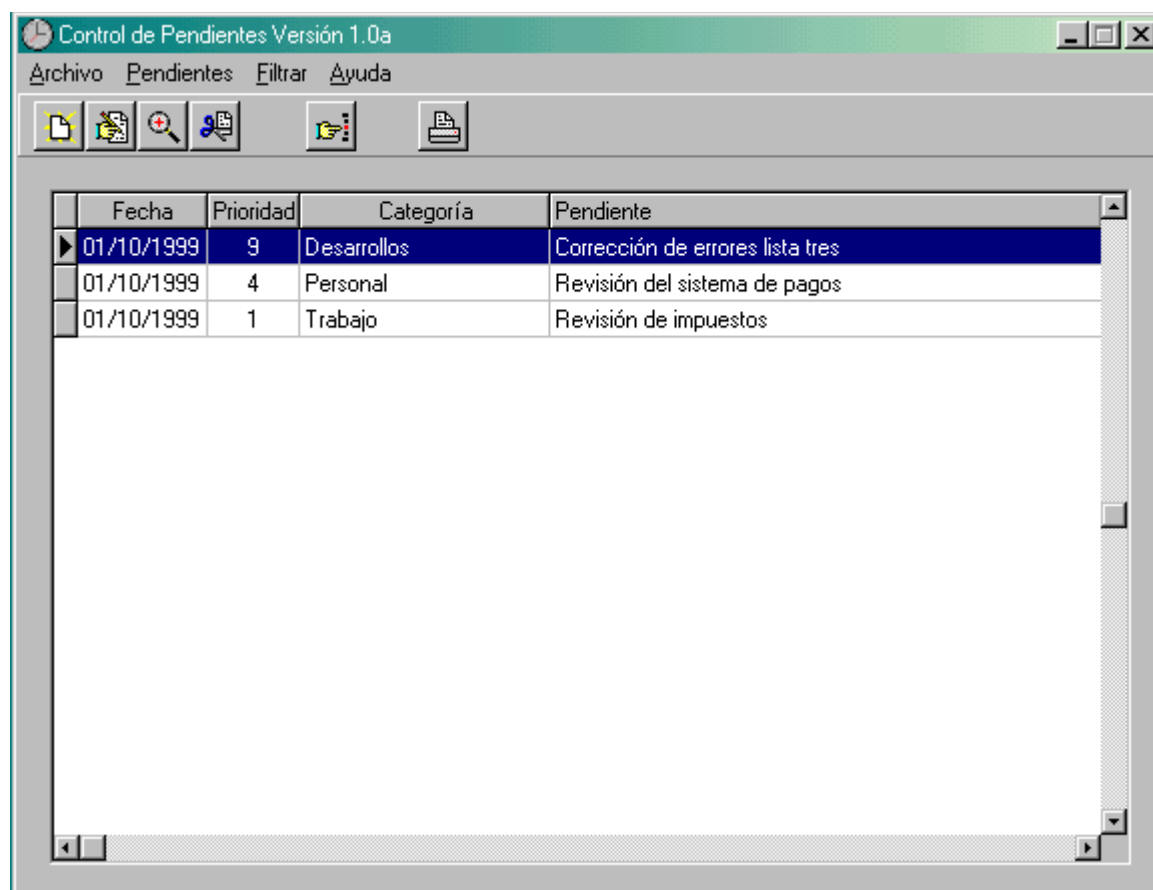 Control de Pendientes Versión 1.0a
Archivo Pendientes Filtrar Ayuda
Fecha Prioridad Categoría Pendiente
01/10/1999 9 Desarrollos Corrección de errores lista tres
01/10/1999 4 Personal Revisión del sistema de pagos
01/10/1999 1 Trabajo Revisión de impuestos